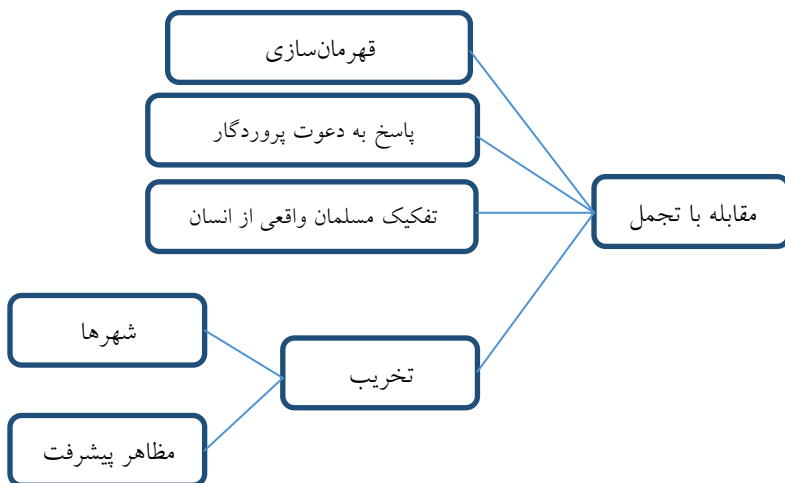 قهرمان‌سازی
پاسخ به دعوت پروردگار
مقابله با تجمل
تفکیک مسلمان واقعی از انسان
شهرها
تخریب
مظاهر پیشرفت